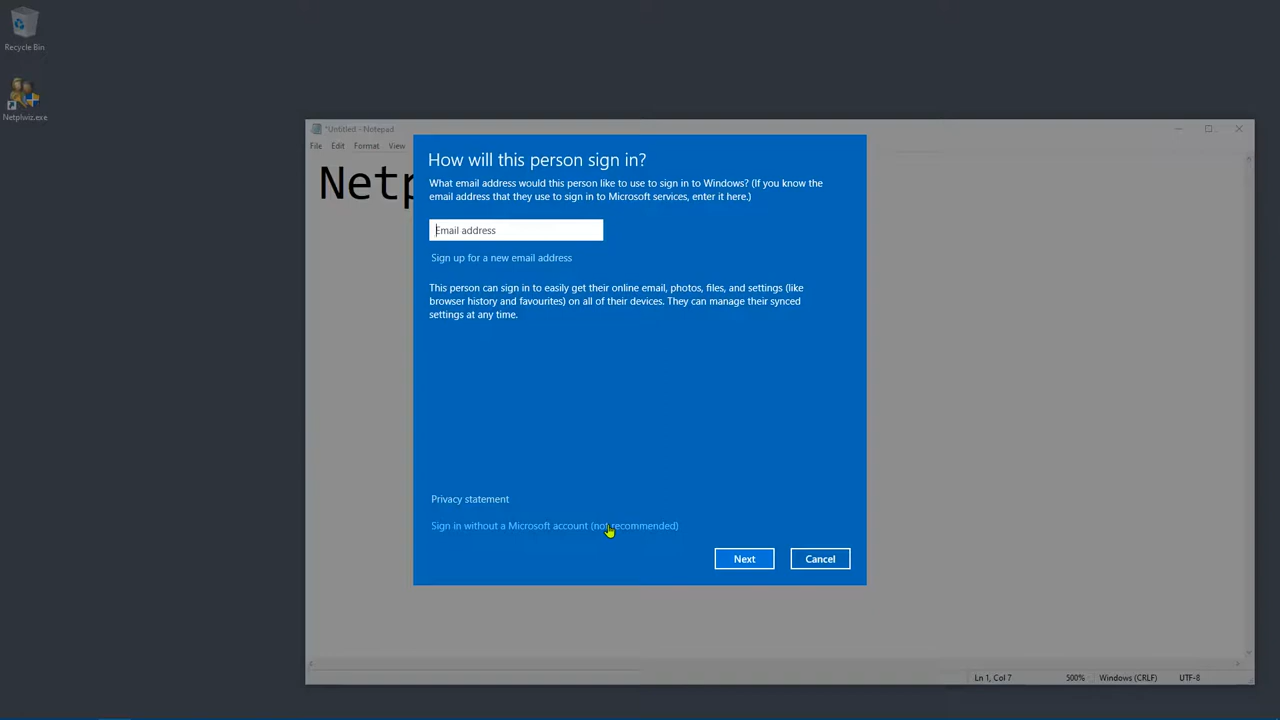 Recycle Bin
Netplwiz.exe
*Untitled - Notepad
File Edit Format View
Netp
How will this person sign in?
What email address would this person like to use to sign in to Windows? (If you know the
email address that they use to sign in to Microsoft services, enter it here.)
Email address
Sign up for a new email address
This person can sign in to easily get their online email, photos, files, and settings (like
browser history and favourites) on all of their devices. They can manage their synced
settings at any time.
Privacy statement
Sign in without a Microsoft account (not recommended)
Next Cancel
Ln 1, Col 7 500% Windows (CRLF) UTF-8